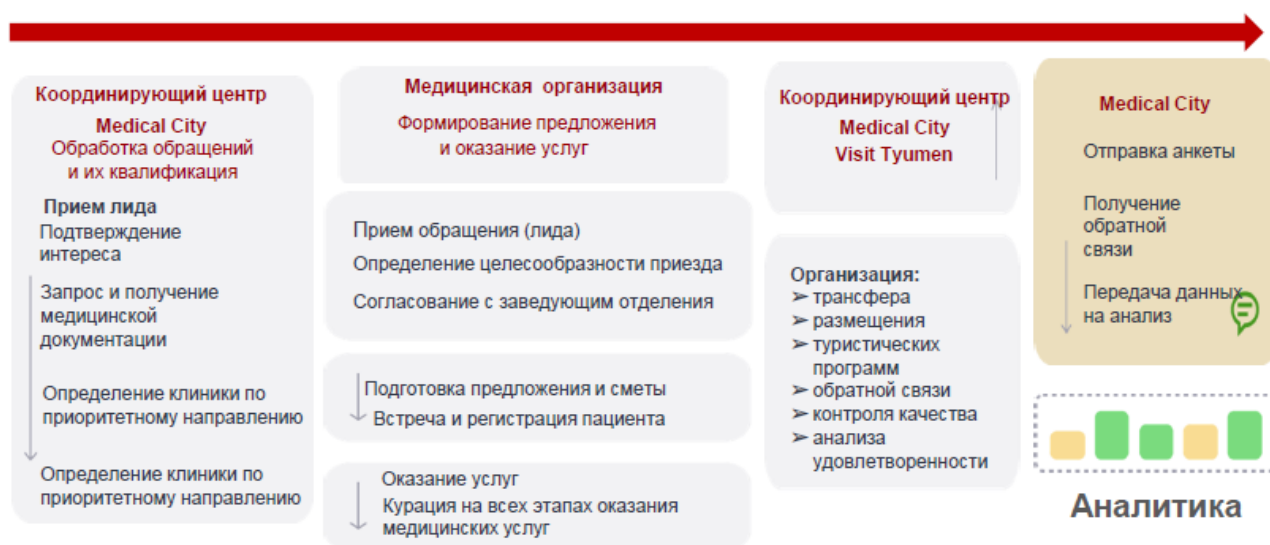 Координирующий центр
Medical City
Обработка обращений
и их квалификация
Прием лида
Подтверждение
интереса
Запрос и получение
медицинской
документации
Определение клиники по
приоритетному направлению
Определение клиники по
приоритетному направлению
Медицинская организация
Формирование предложения
и оказание услуг
Прием обращения (лида)
Определение целесообразности приезда
Согласование с заведующим отделения
Подготовка предложения и сметы
Встреча и регистрация пациента
Оказание услуг
Курация на всех этапах оказания
медицинских услуг
Координирующий центр
Medical City
Visit Tyumen
Организация:
➢ трансфера
➢ размещения
➢ туристических
программ
➢ обратной связи
➢ контроля качества
➢ анализа
удовлетворенности
Medical City
Отправка анкеты
Получение
обратной
связи
Передача данных
на анализ
Аналитика